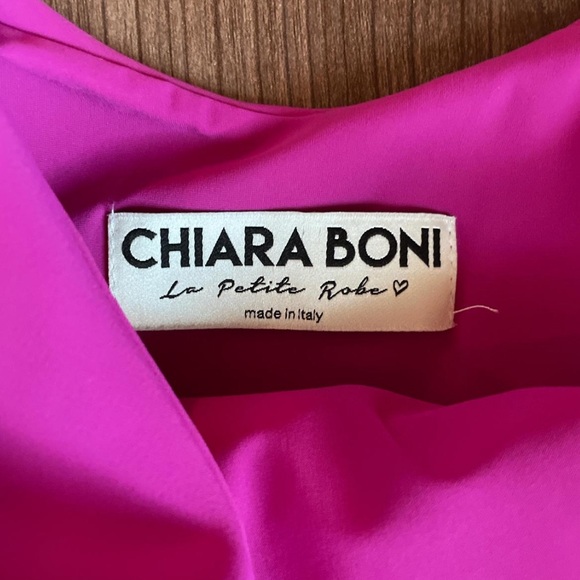 CHIARA BONI
La Petite Robe♡
made in Italy